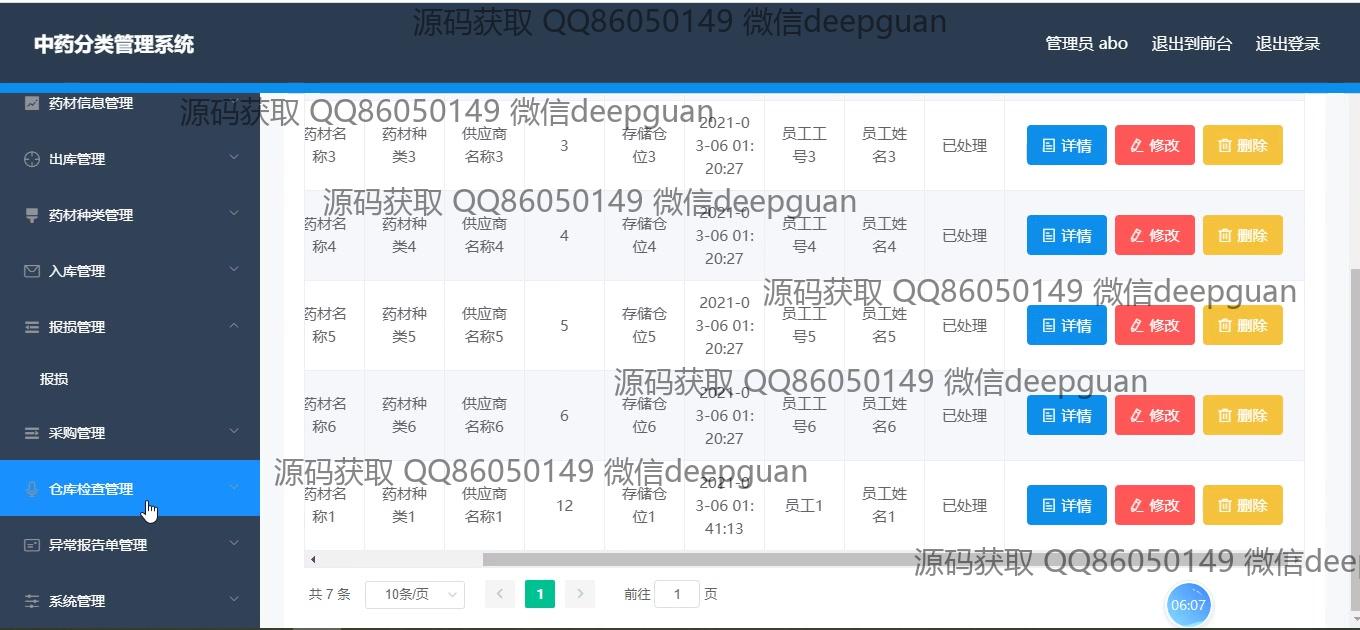 源码获取 QQ86050149 微信deepguan
中药分类管理系统
管理员 abo 退出到前台 退出登录
药材信息管理
源码获取 QQ86050149 微信deepguan
出库管理
药材种类管理
入库管理
报损管理
报损
采购管理
仓库检查管理
异常报告单管理
系统管理
药材名 药材种 供应商 3 存储仓 2021-0 员工工 员工姓 已处理 详情 修改 删除
称3 类3 名称3 位3 3-06 01: 号3 名3
20:27
源码获取 QQ86050149 微信deepguan
药材名 药材种 供应商 4 存储仓 2021-0 员工工 员工姓 已处理 详情 修改 删除
称4 类4 名称4 位4 3-06 01: 号4 名4
20:27
源码获取 QQ86050149 微信deepguan
药材名 药材种 供应商 5 存储仓 2021-0 员工工 员工姓 已处理 详情 修改 删除
称5 类5 名称5 位5 3-06 01: 号5 名5
20:27
源码获取 QQ86050149 微信deepguan
药材名 药材种 供应商 6 存储仓 2021-0 员工工 员工姓 已处理 详情 修改 删除
称6 类6 名称6 位6 3-06 01: 号6 名6
20:27
源码获取 QQ86050149 微信deepguan
药材名 药材种 供应商 12 存储仓 2021-0 员工1 员工姓 已处理 详情 修改 删除
称1 类1 名称1 位1 3-06 01: 名1
41:13
源码获取 QQ86050149 微信deep
共 7 条 10条/页 1 前往 1 页
06:07